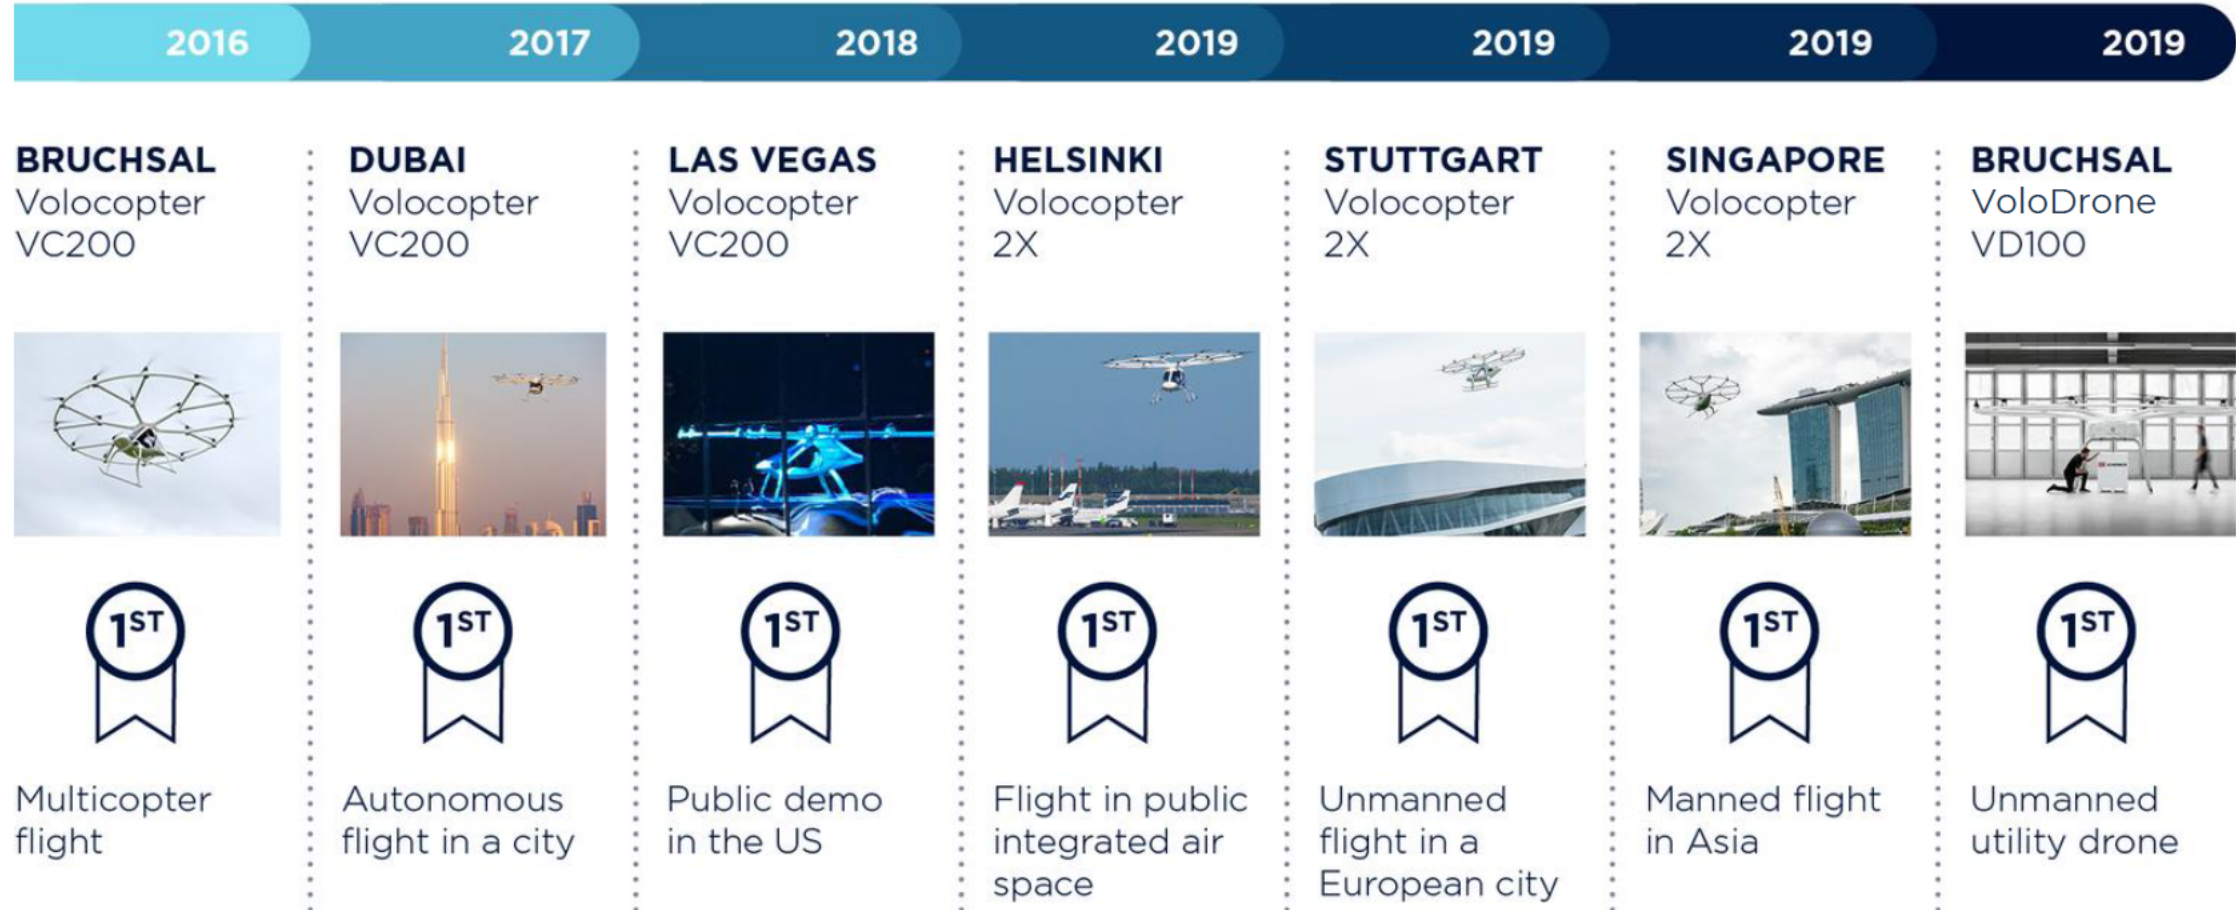 2016
2017
2018
2019
2019
2019
2019
BRUCHSAL
Volocopter
VC200
DUBAI
Volocopter
VC200
LAS VEGAS
Volocopter
VC200
HELSINKI
Volocopter
2X
STUTTGART
Volocopter
2X
SINGAPORE
Volocopter
2X
BRUCHSAL
VoloDrone
VD100
1ST
1ST
1ST
1ST
1ST
1ST
1ST
Multicopter
flight
Autonomous
flight in a city
Public demo
in the US
Flight in public
integrated air
space
Unmanned
flight in a
European city
Manned flight
in Asia
Unmanned
utility drone